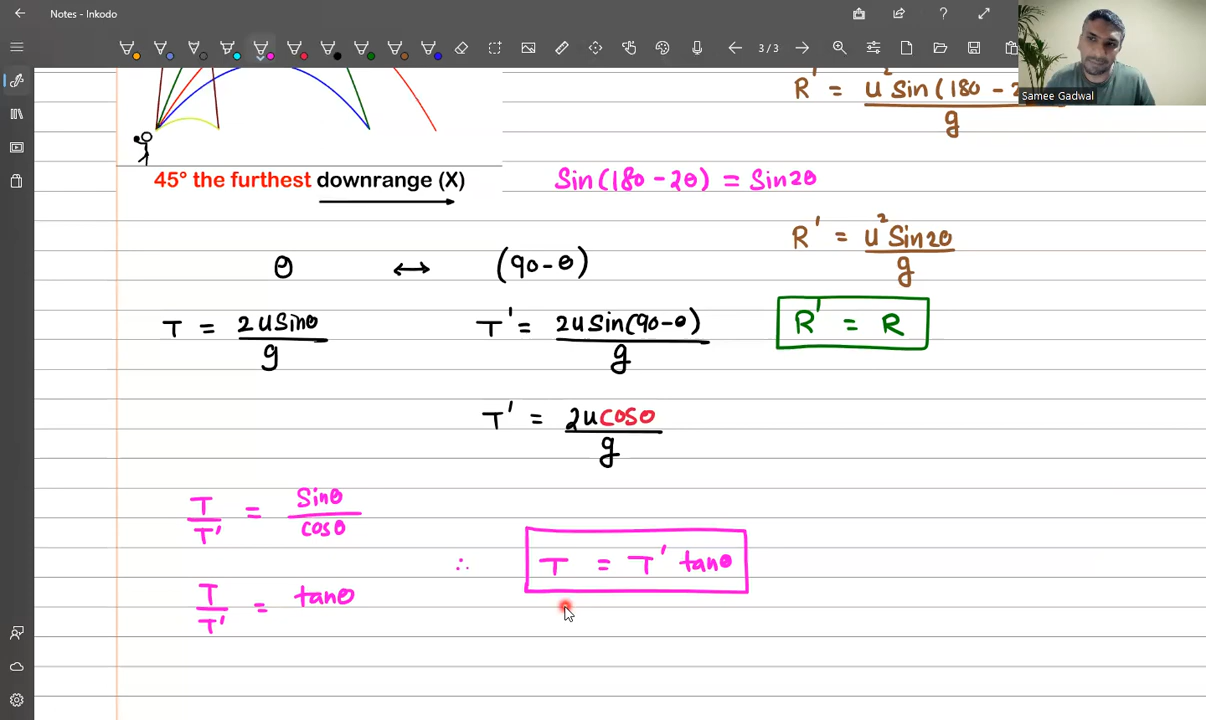 Notes - Inkodo
3 / 3
Samee Gadwal
R' = u² Sin (180 - 2
g
45° the furthest downrange (X)
Sin(180 - 2θ) = Sin2θ
R' = u² Sin2θ
g
θ ↔ (90-θ)
T = 2uSinθ
g
T' = 2uSin(90-θ)
g
R' = R
T' = 2ucosθ
g
T = Sinθ
T' cosθ
∴ T = T' tanθ
T = tanθ
T'